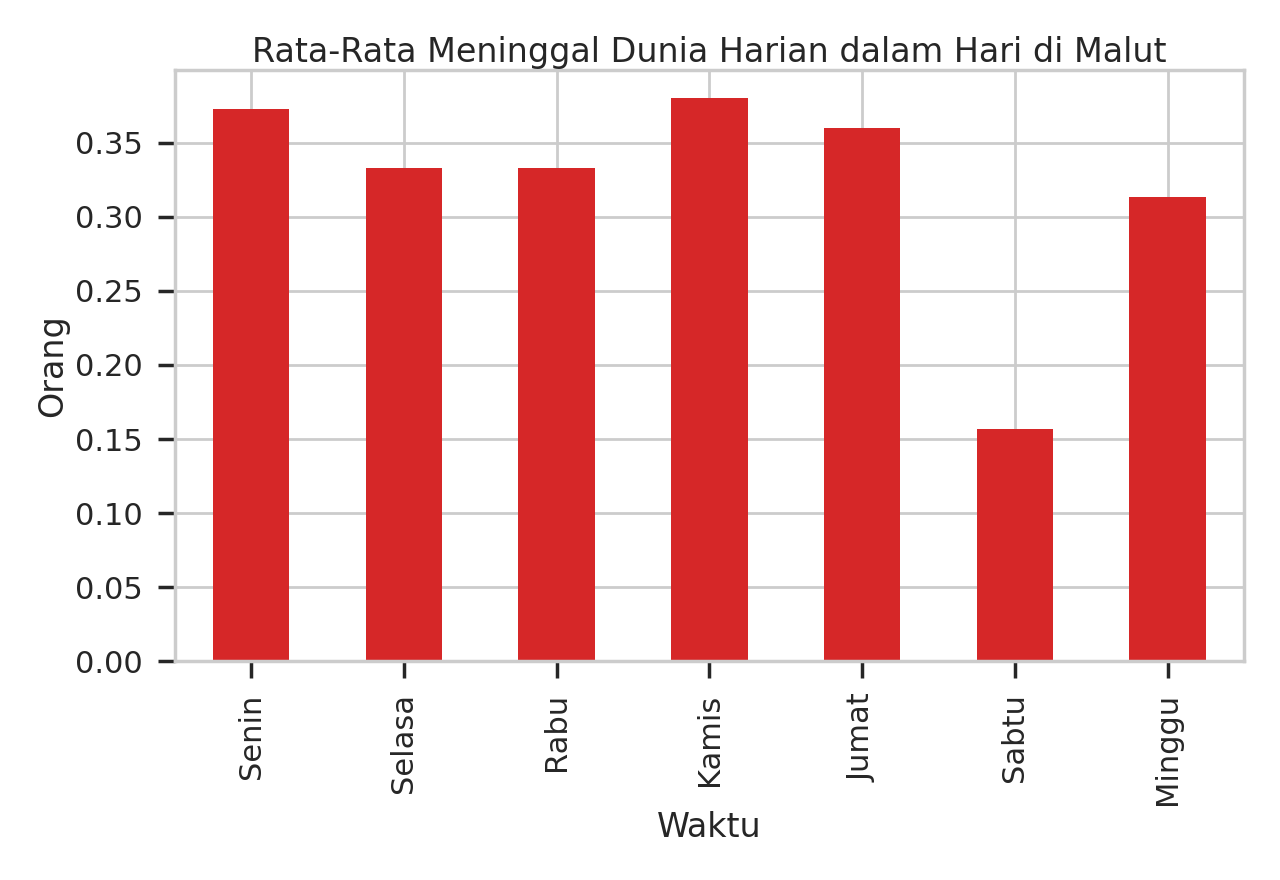 Rata-Rata Meninggal Dunia Harian dalam Hari di Malut
0.35
0.30
0.25
0.20
0.15
0.10
0.05
0.00
Orang
Senin
Selasa
Rabu
Kamis
Jumat
Sabtu
Minggu
Waktu